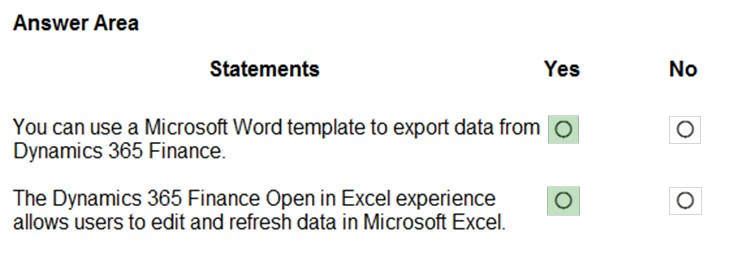 Answer Area
Statements Yes No
You can use a Microsoft Word template to export data from
Dynamics 365 Finance.
The Dynamics 365 Finance Open in Excel experience
allows users to edit and refresh data in Microsoft Excel.